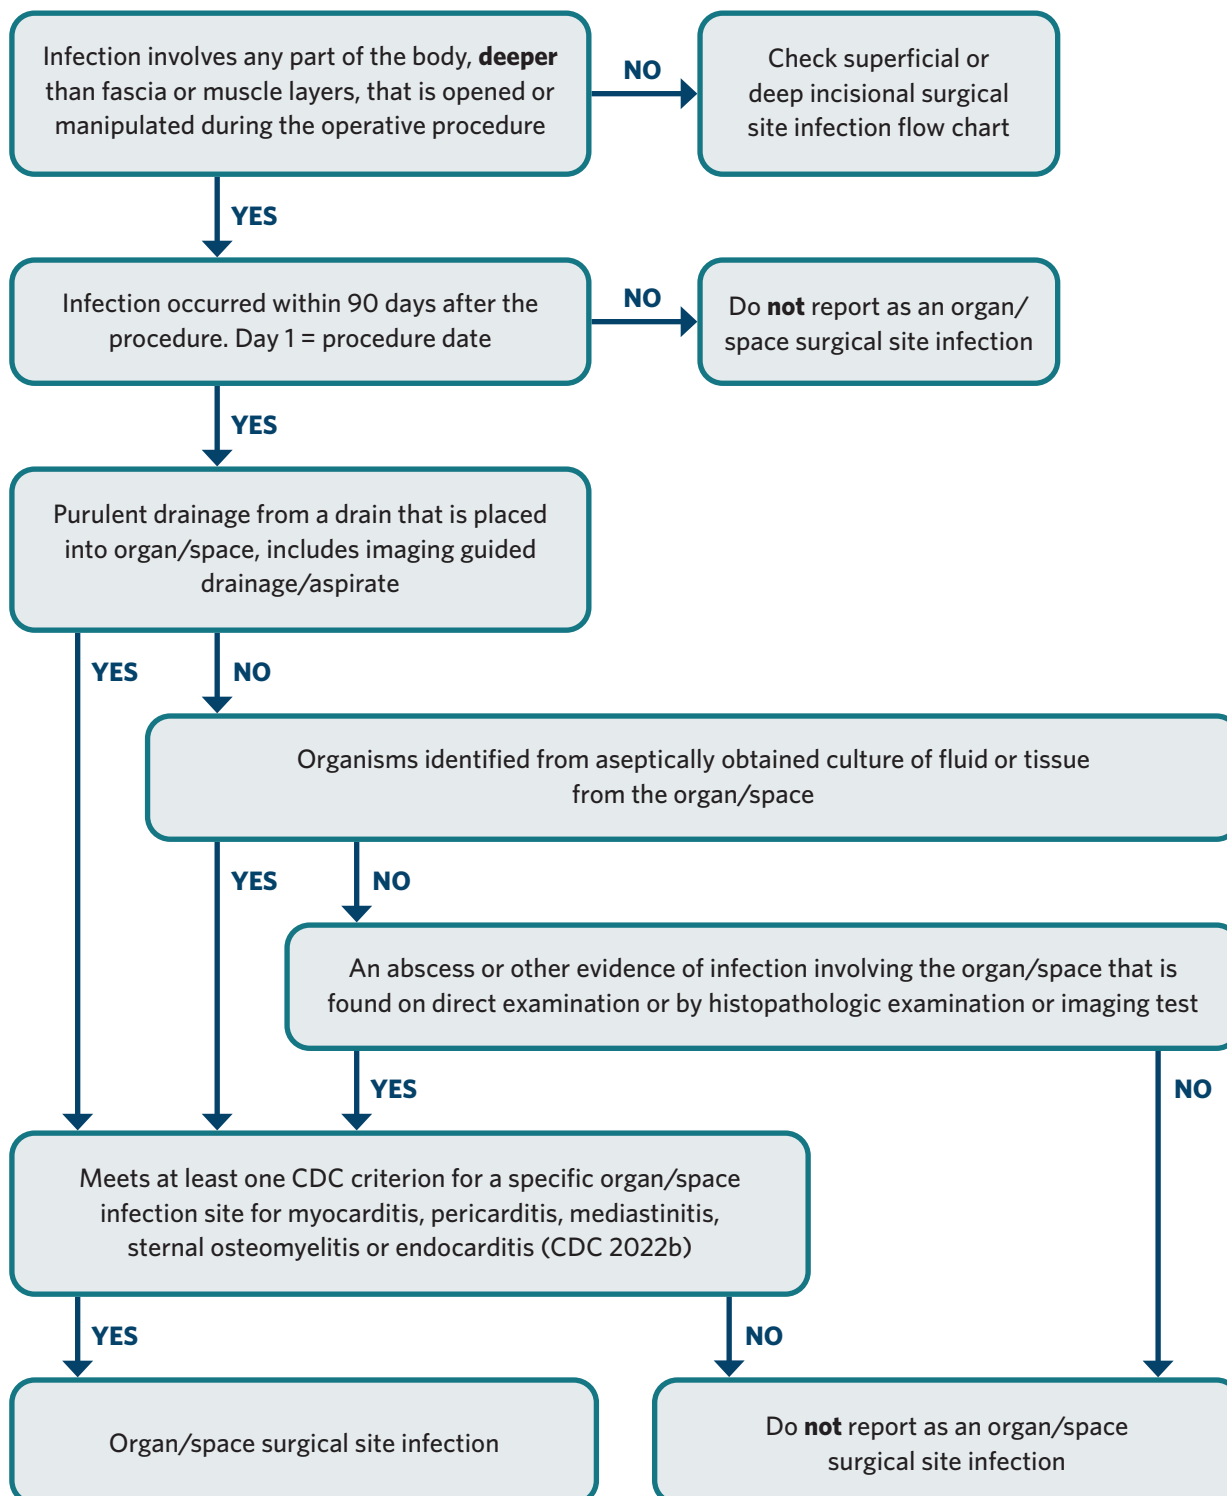 Infection involves any part of the body, deeper
than fascia or muscle layers, that is opened or
manipulated during the operative procedure
NO
Check superficial or
deep incisional surgical
site infection flow chart
YES
Infection occurred within 90 days after the
procedure. Day 1 = procedure date
NO
Do not report as an organ/
space surgical site infection
YES
Purulent drainage from a drain that is placed
into organ/space, includes imaging guided
drainage/aspirate
YES
NO
Organisms identified from aseptically obtained culture of fluid or tissue
from the organ/space
YES
NO
An abscess or other evidence of infection involving the organ/space that is
found on direct examination or by histopathologic examination or imaging test
YES
NO
Meets at least one CDC criterion for a specific organ/space
infection site for myocarditis, pericarditis, mediastinitis,
sternal osteomyelitis or endocarditis (CDC 2022b)
YES
NO
Organ/space surgical site infection
Do not report as an organ/space
surgical site infection